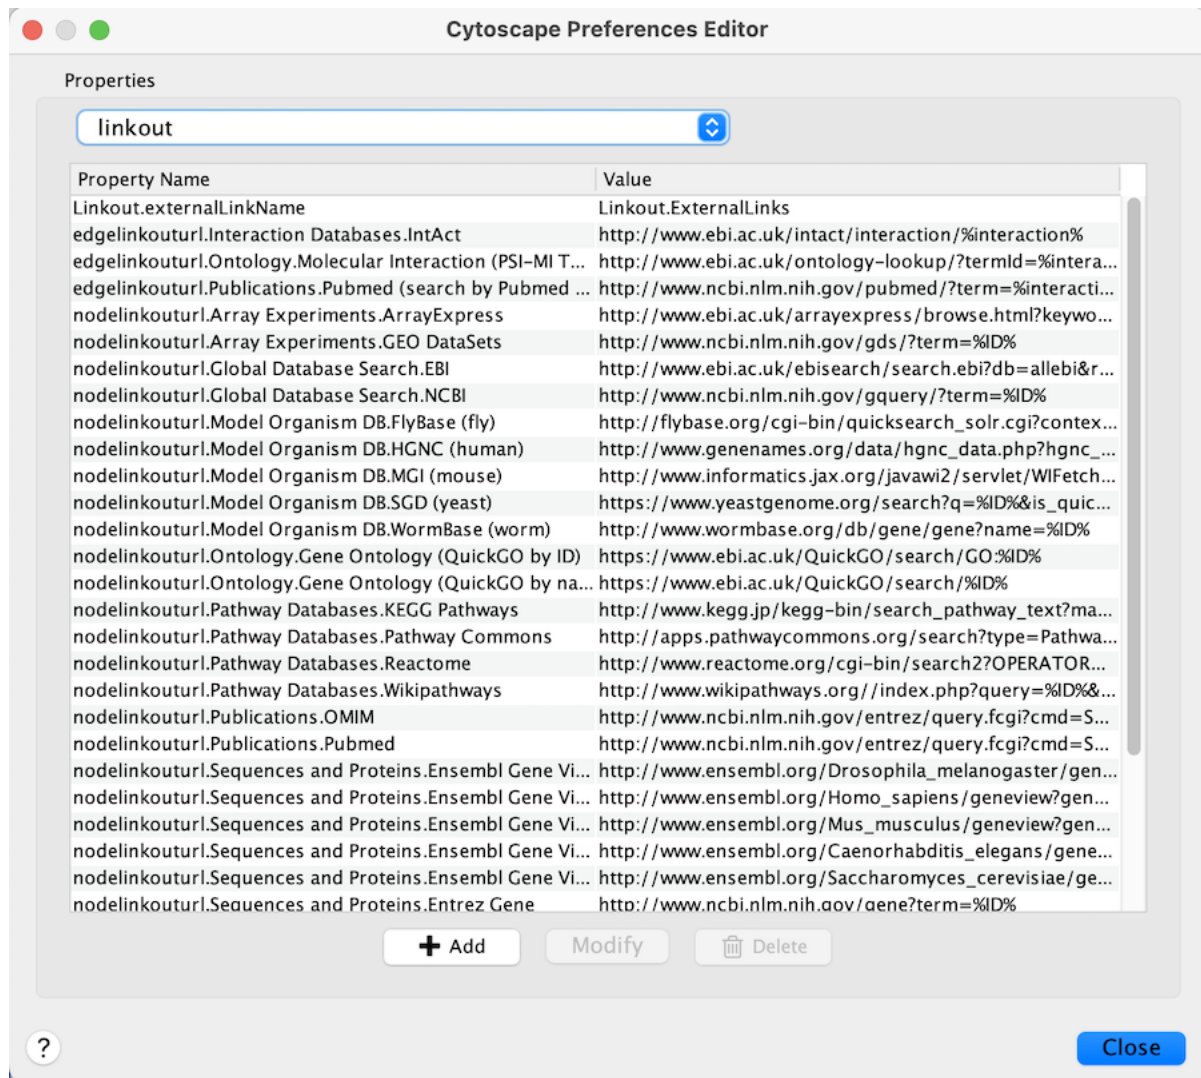 Cytoscape Preferences Editor
Properties
linkout
Property Name Value
Linkout.externalLinkName Linkout.ExternalLinks
edgelinkouturl.Interaction Databases.IntAct http://www.ebi.ac.uk/intact/interaction/%interaction%
edgelinkouturl.Ontology.Molecular Interaction (PSI-MI T... http://www.ebi.ac.uk/ontology-lookup/?termId=%intera...
edgelinkouturl.Publications.Pubmed (search by Pubmed ... http://www.ncbi.nlm.nih.gov/pubmed/?term=%interacti...
nodelinkouturl.Array Experiments.ArrayExpress http://www.ebi.ac.uk/arrayexpress/browse.html?keywo...
nodelinkouturl.Array Experiments.GEO DataSets http://www.ncbi.nlm.nih.gov/gds/?term=%ID%
nodelinkouturl.Global Database Search.EBI http://www.ebi.ac.uk/ebisearch/search.ebi?db=allebi&r...
nodelinkouturl.Global Database Search.NCBI http://www.ncbi.nlm.nih.gov/gquery/?term=%ID%
nodelinkouturl.Model Organism DB.FlyBase (fly) http://flybase.org/cgi-bin/quicksearch_solr.cgi?contex...
nodelinkouturl.Model Organism DB.HGNC (human) http://www.genenames.org/data/hgnc_data.php?hgnc_...
nodelinkouturl.Model Organism DB.MGI (mouse) http://www.informatics.jax.org/javawi2/servlet/WIFetch...
nodelinkouturl.Model Organism DB.SGD (yeast) https://www.yeastgenome.org/search?q=%ID%&is_quic...
nodelinkouturl.Model Organism DB.WormBase (worm) http://www.wormbase.org/db/gene/gene?name=%ID%
nodelinkouturl.Ontology.Gene Ontology (QuickGO by ID) https://www.ebi.ac.uk/QuickGO/search/GO:%ID%
nodelinkouturl.Ontology.Gene Ontology (QuickGO by na... https://www.ebi.ac.uk/QuickGO/search/%ID%
nodelinkouturl.Pathway Databases.KEGG Pathways http://www.kegg.jp/kegg-bin/search_pathway_text?ma...
nodelinkouturl.Pathway Databases.Pathway Commons http://apps.pathwaycommons.org/search?type=Pathwa...
nodelinkouturl.Pathway Databases.Reactome http://www.reactome.org/cgi-bin/search2?OPERATOR...
nodelinkouturl.Pathway Databases.Wikipathways http://www.wikipathways.org//index.php?query=%ID%&...
nodelinkouturl.Publications.OMIM http://www.ncbi.nlm.nih.gov/entrez/query.fcgi?cmd=S...
nodelinkouturl.Publications.Pubmed http://www.ncbi.nlm.nih.gov/entrez/query.fcgi?cmd=S...
nodelinkouturl.Sequences and Proteins.Ensembl Gene Vi... http://www.ensembl.org/Drosophila_melanogaster/gen...
nodelinkouturl.Sequences and Proteins.Ensembl Gene Vi... http://www.ensembl.org/Homo_sapiens/geneview?gen...
nodelinkouturl.Sequences and Proteins.Ensembl Gene Vi... http://www.ensembl.org/Mus_musculus/geneview?gen...
nodelinkouturl.Sequences and Proteins.Ensembl Gene Vi... http://www.ensembl.org/Caenorhabditis_elegans/gene...
nodelinkouturl.Sequences and Proteins.Ensembl Gene Vi... http://www.ensembl.org/Saccharomyces_cerevisiae/ge...
nodelinkouturl.Sequences and Proteins.Entrez Gene http://www.ncbi.nlm.nih.gov/gene?term=%ID%
+ Add Modify Delete
? Close